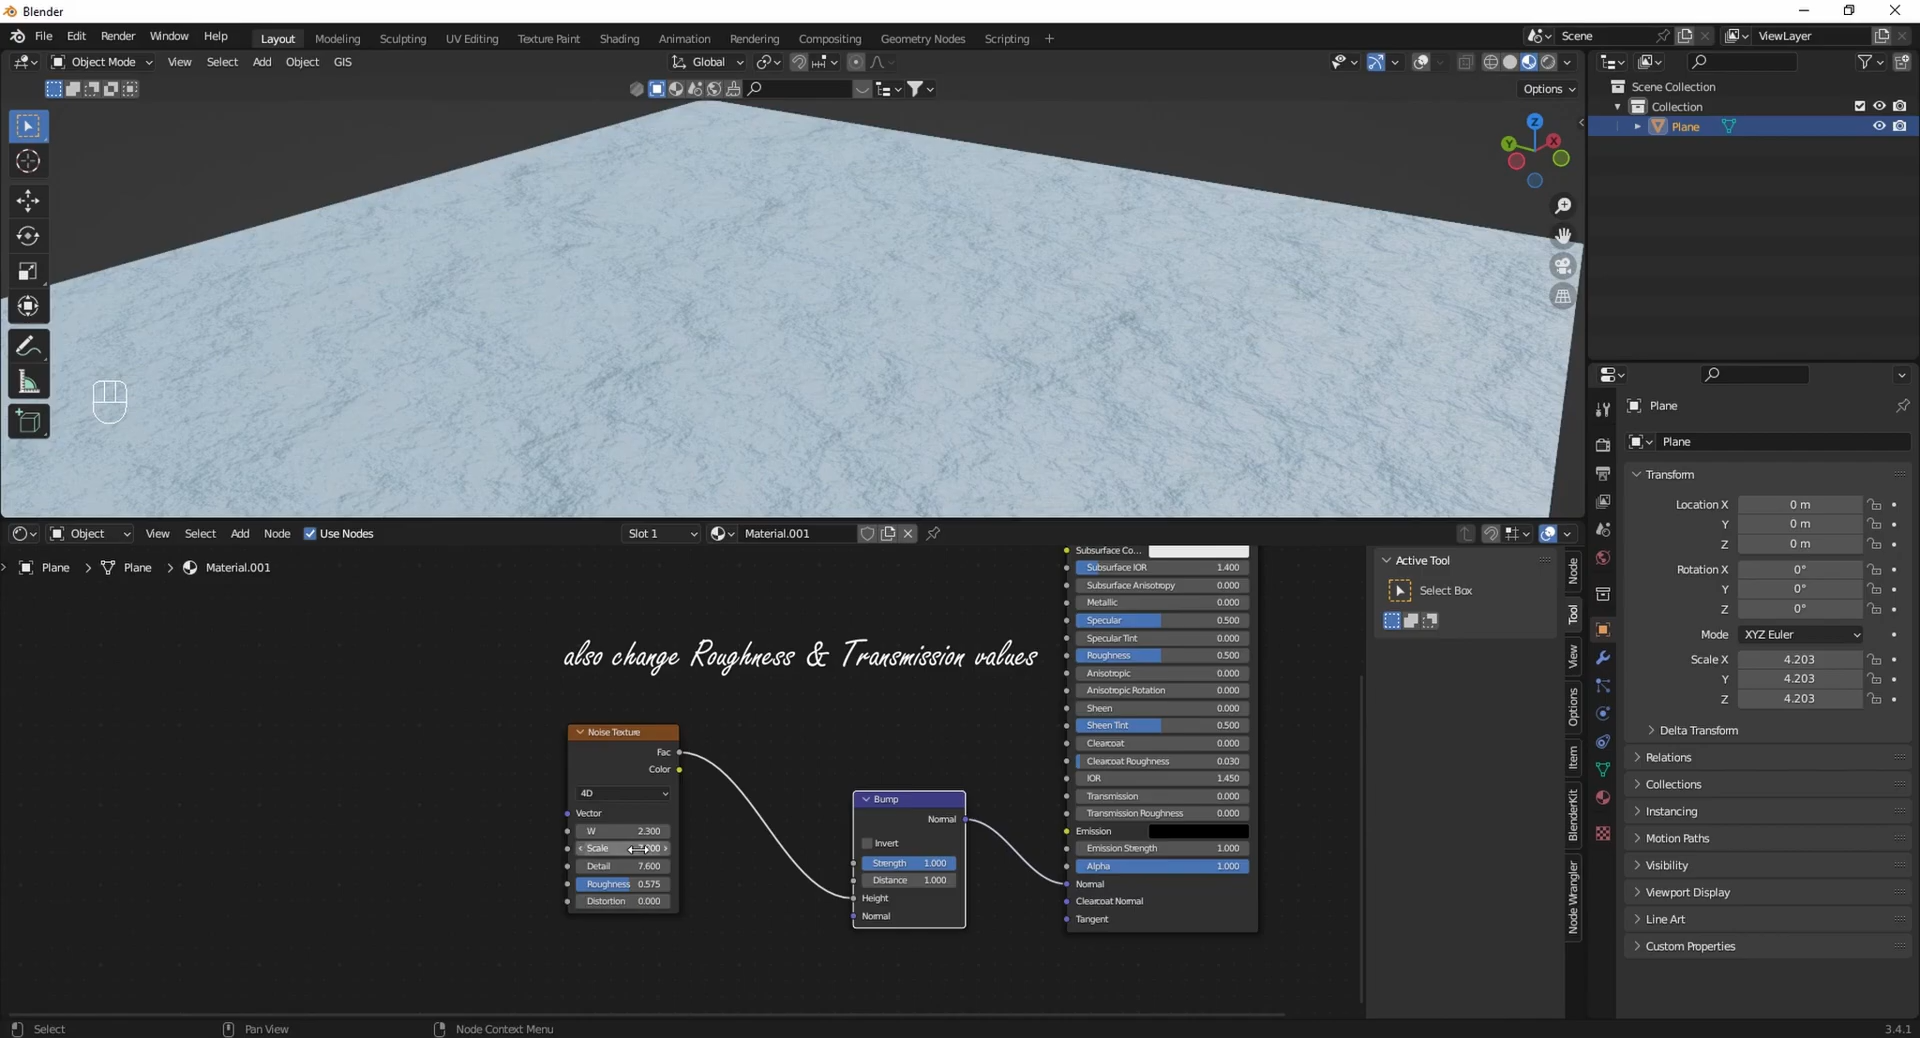 Blender
File Edit Render Window Help Layout Modeling Sculpting UV Editing Texture Paint Shading Animation Rendering Compositing Geometry Nodes Scripting + Scene ViewLayer
Object Mode View Select Add Object GIS Global
Options
Scene Collection
Collection
Plane
Z
Y X
Plane
Plane
Transform
Location X 0 m
Y 0 m
Z 0 m
Rotation X 0°
Y 0°
Z 0°
Mode XYZ Euler
Scale X 4.203
Y 4.203
Z 4.203
Delta Transform
Relations
Collections
Instancing
Motion Paths
Visibility
Viewport Display
Line Art
Custom Properties
Object View Select Add Node Use Nodes Slot 1 Material.001
Plane > Plane > Material.001
also change Roughness & Transmission values
Noise Texture
Fac
Color
4D
Vector
W 2.300
Scale
Detail 7.600
Roughness 0.575
Distortion 0.000
Bump
Normal
Invert
Strength 1.000
Distance 1.000
Height
Normal
Subsurface Co...
Subsurface IOR 1.400
Subsurface Anisotropy 0.000
Metallic 0.000
Specular 0.500
Specular Tint 0.000
Roughness 0.500
Anisotropic 0.000
Anisotropic Rotation 0.000
Sheen 0.000
Sheen Tint 0.500
Clearcoat 0.000
Clearcoat Roughness 0.030
IOR 1.450
Transmission 0.000
Transmission Roughness 0.000
Emission
Emission Strength 1.000
Alpha 1.000
Normal
Clearcoat Normal
Tangent
Active Tool
Select Box
Node
Tool
View
Options
Item
BlenderKit
Node Wrangler
Select Pan View Node Context Menu 3.4.1